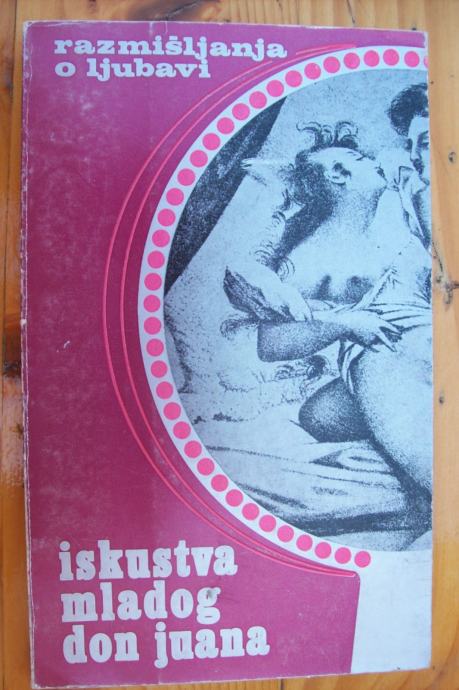 razmišljanja
o ljubavi
iskustva
mladog
don juana